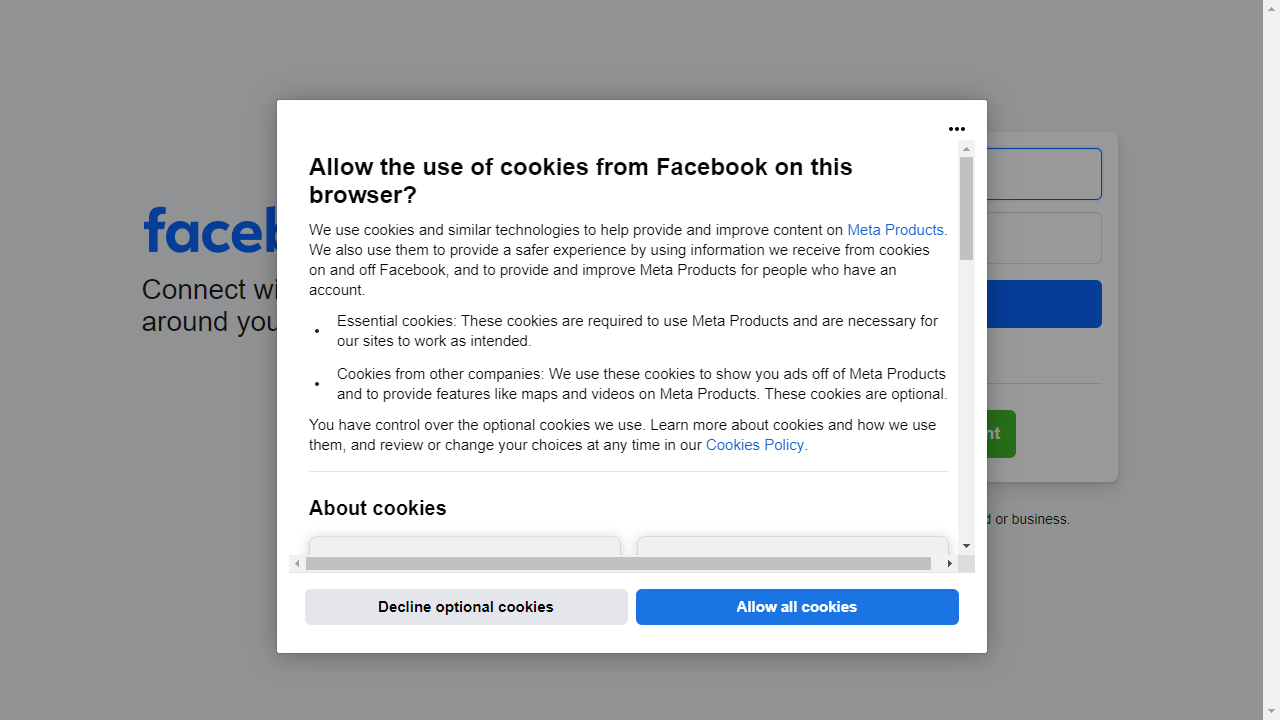 Allow the use of cookies from Facebook on this
browser?
We use cookies and similar technologies to help provide and improve content on Meta Products.
We also use them to provide a safer experience by using information we receive from cookies
on and off Facebook, and to provide and improve Meta Products for people who have an
account.
• Essential cookies: These cookies are required to use Meta Products and are necessary for
our sites to work as intended.
• Cookies from other companies: We use these cookies to show you ads off of Meta Products
and to provide features like maps and videos on Meta Products. These cookies are optional.
You have control over the optional cookies we use. Learn more about cookies and how we use
them, and review or change your choices at any time in our Cookies Policy.
About cookies
Decline optional cookies
Allow all cookies
faceb
Connect wi
around you
nt
d or business.